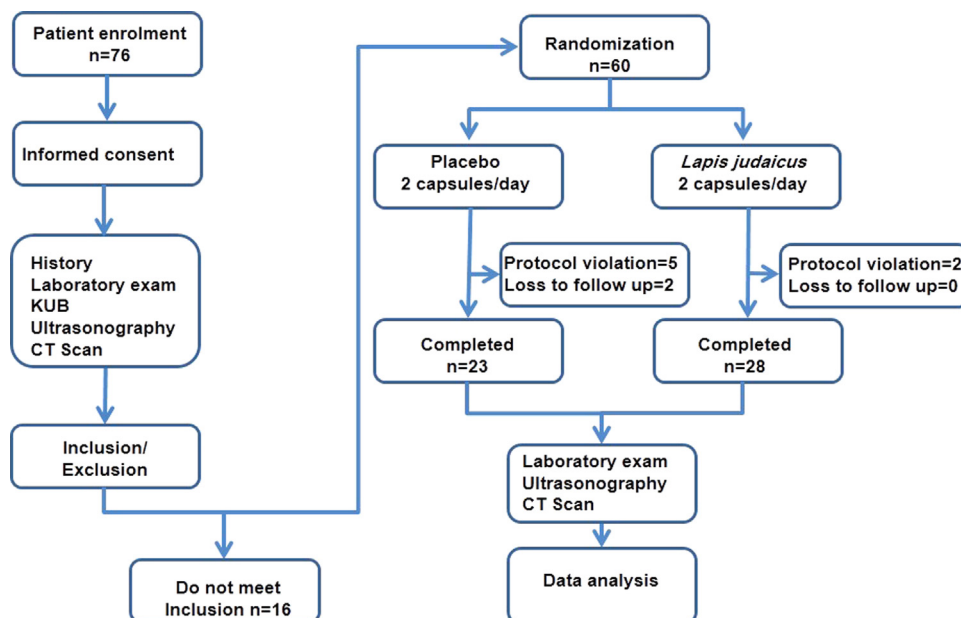 Patient enrolment
n=76
Informed consent
History
Laboratory exam
KUB
Ultrasonography
CT Scan
Inclusion/
Exclusion
Do not meet
Inclusion n=16
Randomization
n=60
Placebo
2 capsules/day
Lapis judaicus
2 capsules/day
Protocol violation=5
Loss to follow up=2
Protocol violation=2
Loss to follow up=0
Completed
n=23
Completed
n=28
Laboratory exam
Ultrasonography
CT Scan
Data analysis